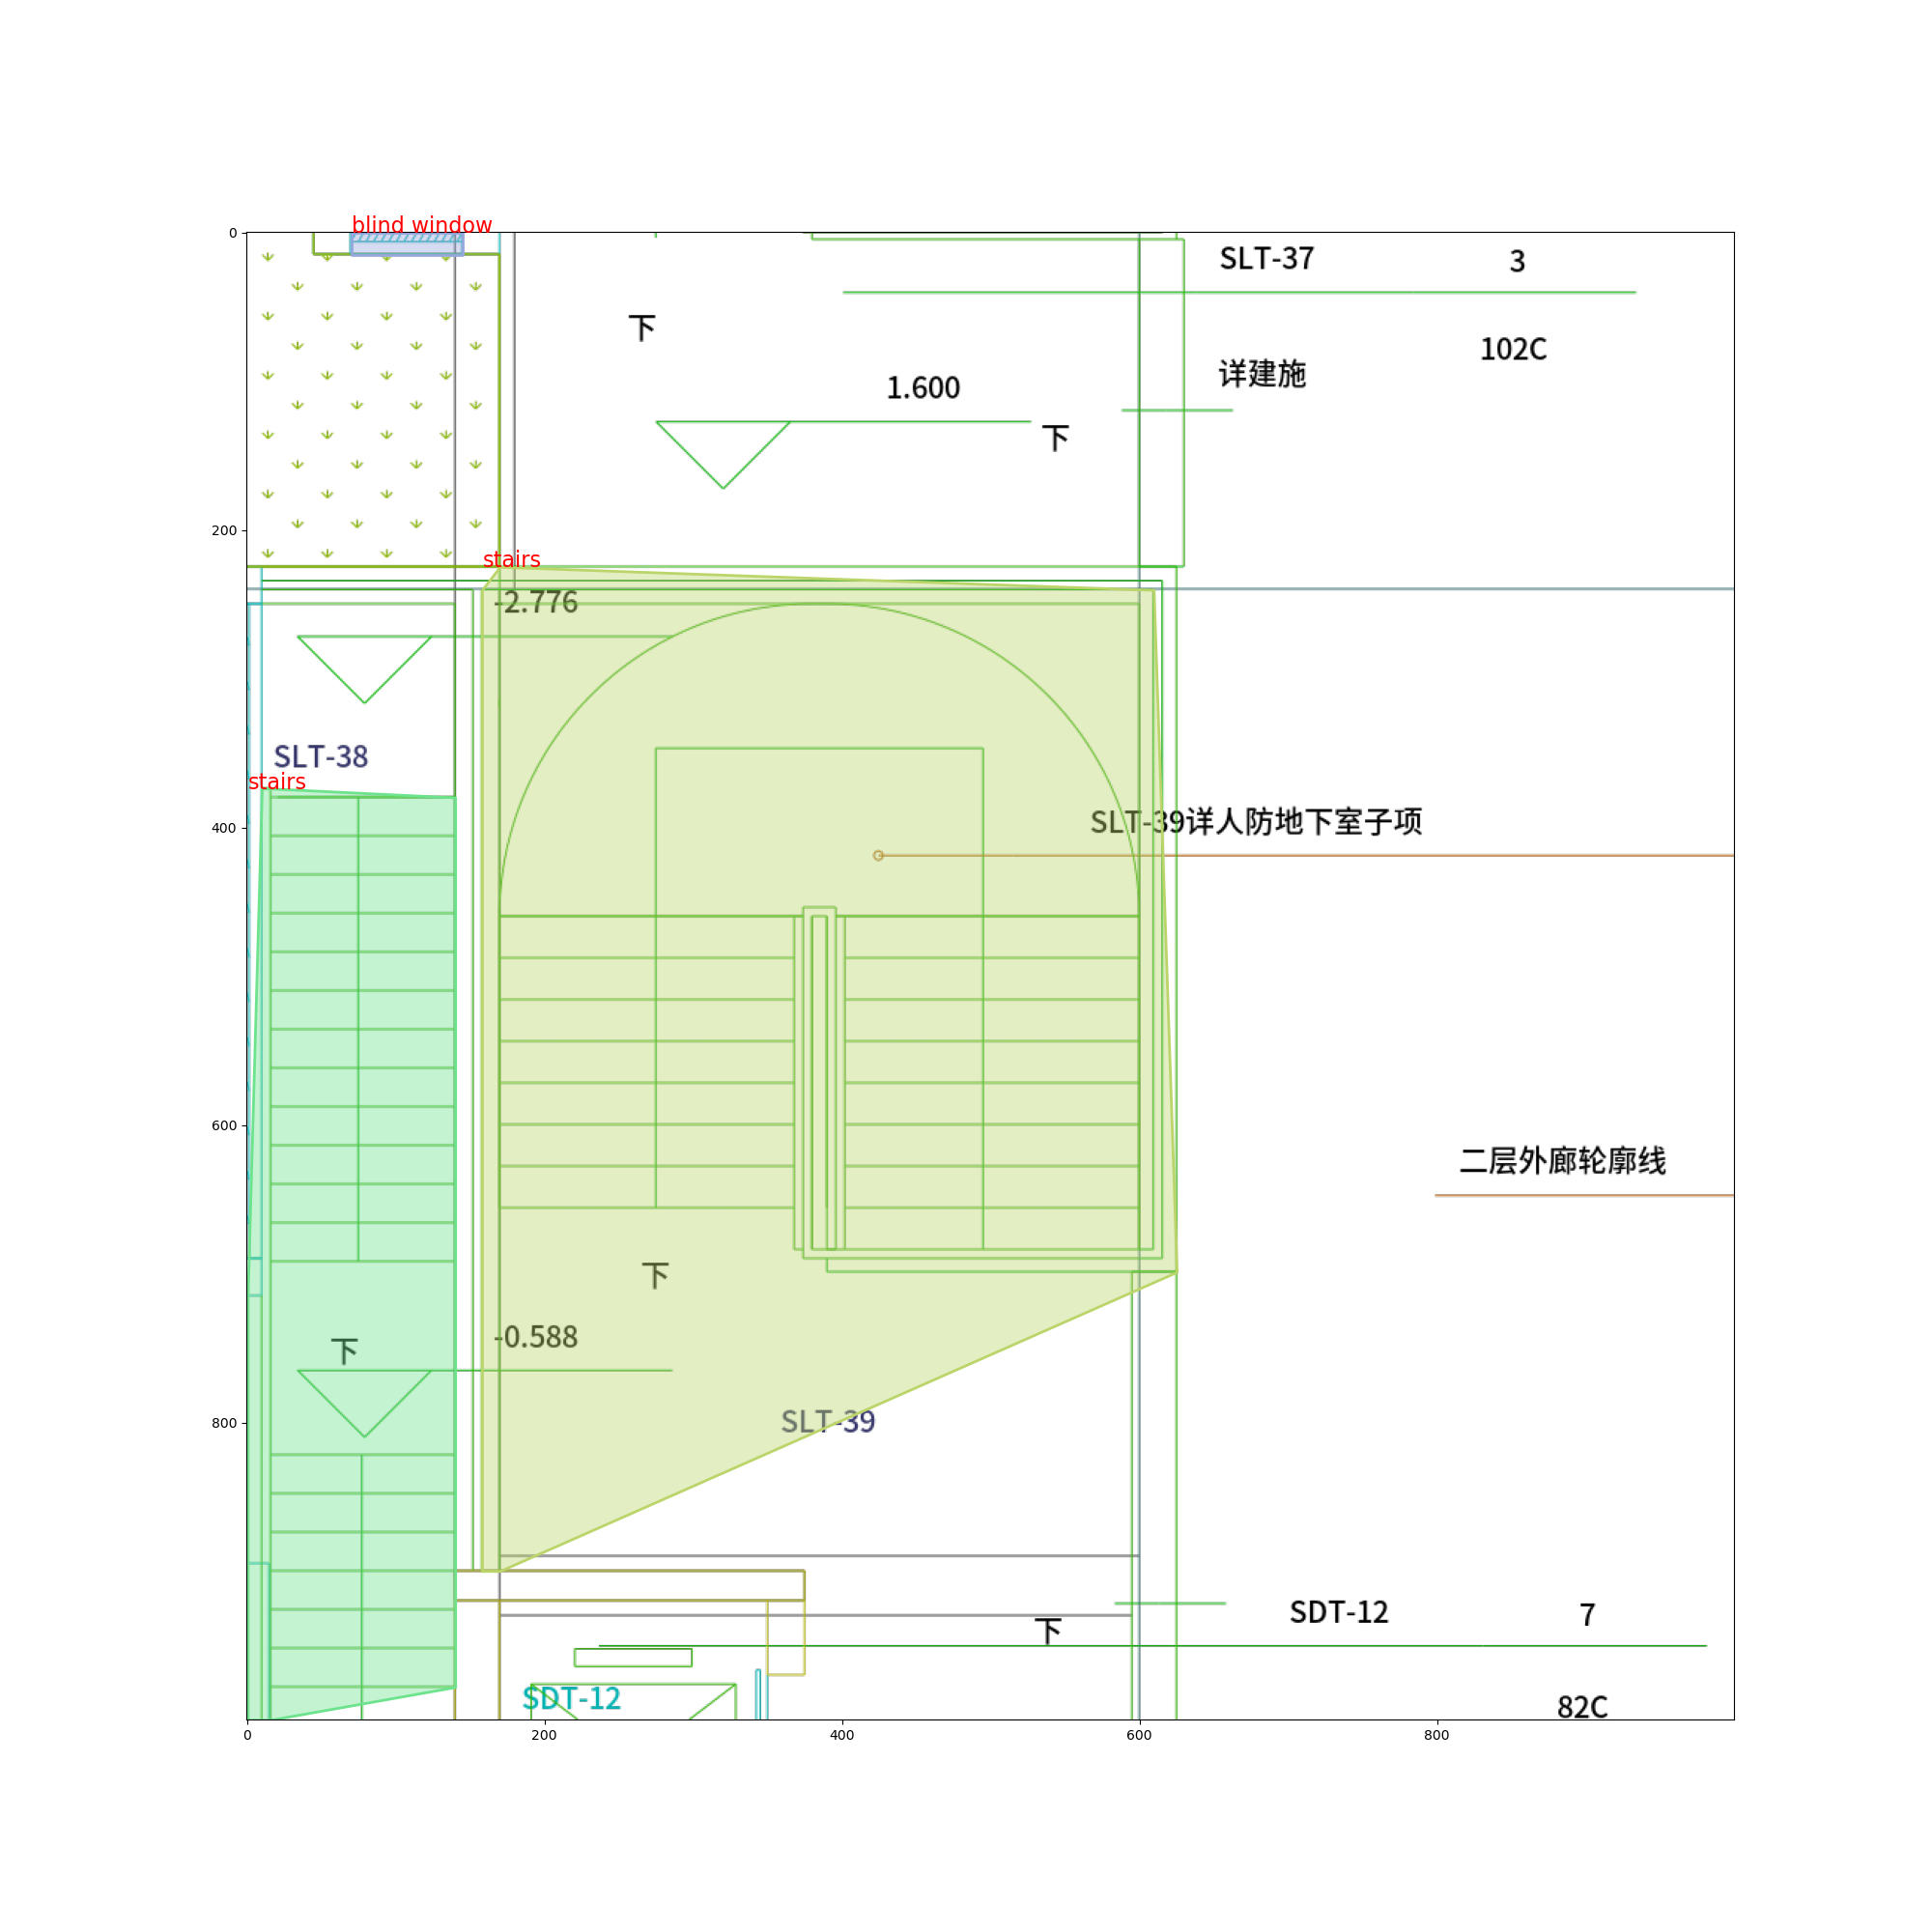 blind window
0
SLT-37
3
下
102C
详建施
1.600
下
200
stairs
-2.776
SLT-38
stairs
400
SLT-39详人防地下室子项
600
二层外廊轮廓线
下
下
-0.588
800
SLT-39
SDT-12
7
下
SDT-12
82C
0
200
400
600
800